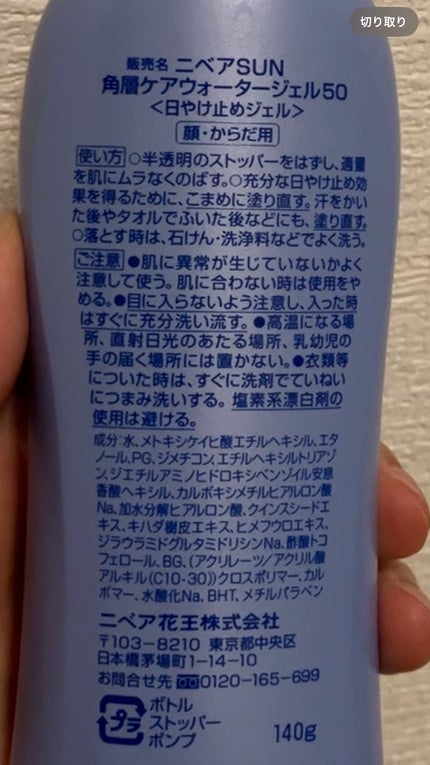 切り取り
販売名 ニベアSUN
角層ケアウォータージェル50
<日やけ止めジェル>
顔・からだ用
使い方 ○半透明のストッパーをはずし、適量
を肌にムラなくのばす。○充分な日やけ止め効
果を得るために、こまめに塗り直す。汗をかい
た後やタオルでふいた後などにも、塗り直す。
○落とす時は、石けん・洗浄料などでよく洗う。
ご注意 ●肌に異常が生じていないかよく
注意して使う。肌に合わない時は使用をや
める。●目に入らないよう注意し、入った時
はすぐに充分洗い流す。●高温になる場
所、直射日光のあたる場所、乳幼児の
手の届く場所には置かない。●衣類等
についた時は、すぐに洗剤でていねい
につまみ洗いする。塩素系漂白剤の
使用は避ける。
成分:水、メトキシケイヒ酸エチルヘキシル、エタ
ノール、PG、ジメチコン、エチルヘキシルトリアゾ
ン、ジエチルアミノヒドロキシベンゾイル安息
香酸ヘキシル、カルボキシメチルヒアルロン酸
Na、加水分解ヒアルロン酸、クインスシードエ
キス、キハダ樹皮エキス、ヒメフウロエキス、
ジラウラミドグルタミドリシンNa、酢酸トコ
フェロール、BG、(アクリレーツ/アクリル酸
アルキル(C10-30))クロスポリマー、カル
ボマー、水酸化Na、BHT、メチルパラベン
ニベア花王株式会社
〒103-8210 東京都中央区
日本橋茅場町1-14-10
お問合せ先 0120-165-699
プラ
ボトル
ストッパー
ポンプ
140g